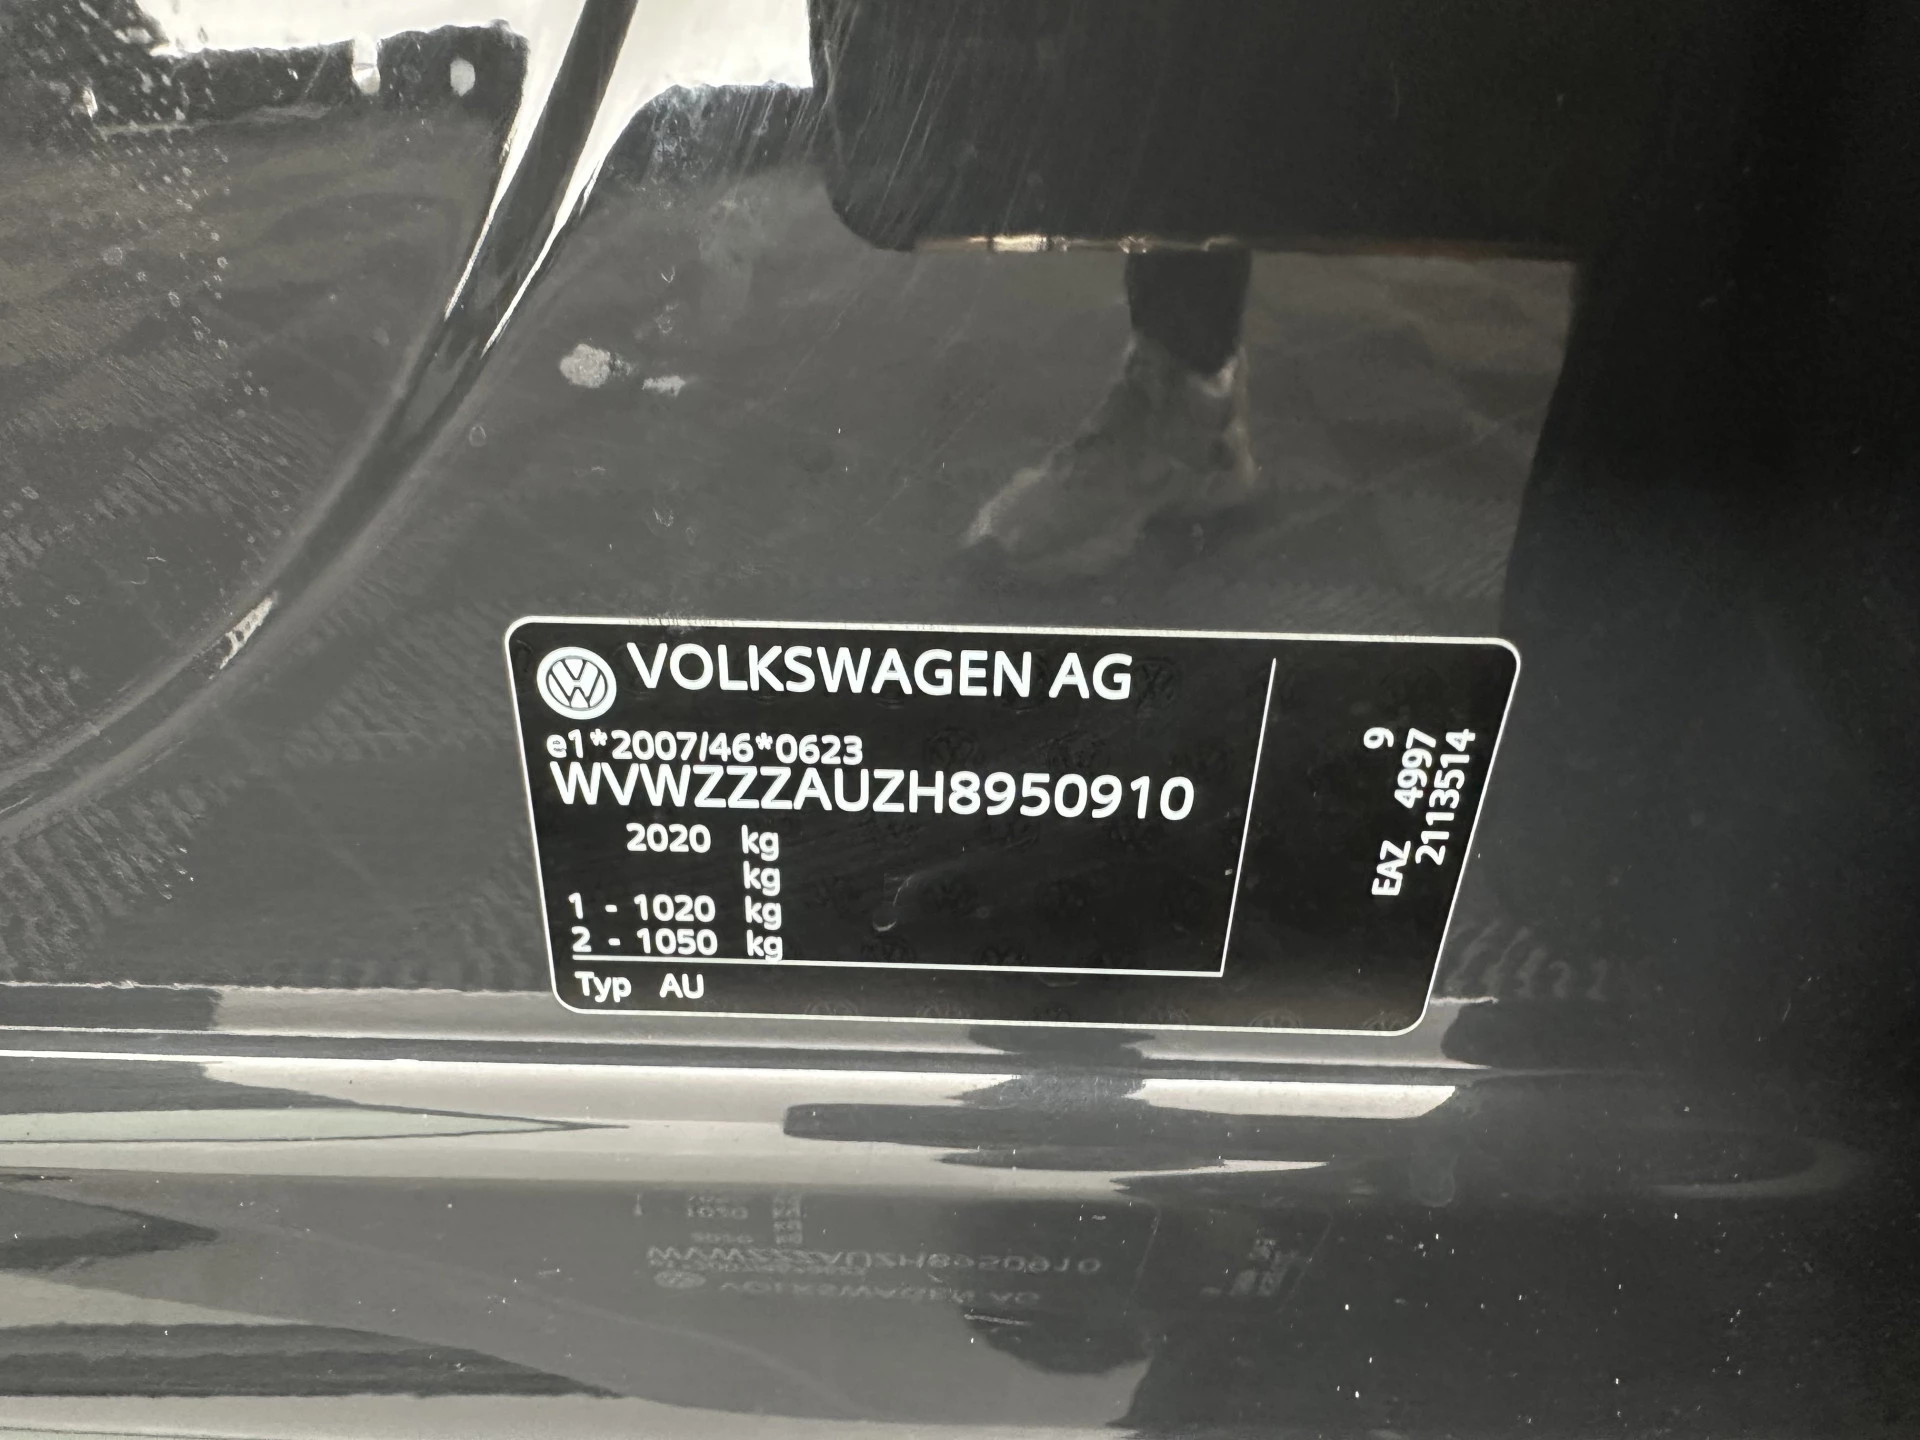 VOLKSWAGEN AG
e1*2007/46*0623
WVWZZZAUZH8950910
2020 kg
kg
1 - 1020 kg
2 - 1050 kg
Typ AU
EAZ 4997 9
2113514